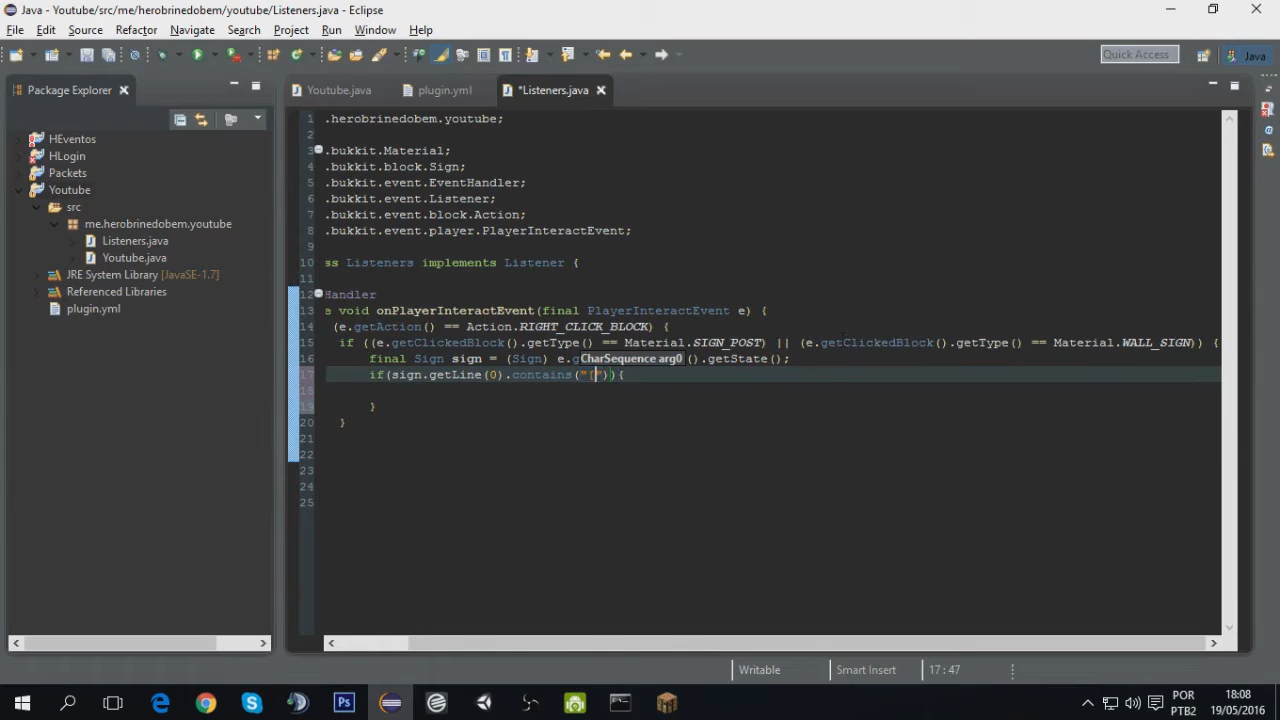 Java - Youtube/src/me/herobrinedobem/youtube/Listeners.java - Eclipse
File Edit Source Refactor Navigate Search Project Run Window Help
Quick Access
Java
Package Explorer
Youtube.java
plugin.yml
*Listeners.java
HEventos
HLogin
Packets
Youtube
src
me.herobrinedobem.youtube
Listeners.java
Youtube.java
JRE System Library [JavaSE-1.7]
Referenced Libraries
plugin.yml
1 .herobrinedobem.youtube;
2
3 .bukkit.Material;
4 .bukkit.block.Sign;
5 .bukkit.event.EventHandler;
6 .bukkit.event.Listener;
7 .bukkit.event.block.Action;
8 .bukkit.event.player.PlayerInteractEvent;
9
10 ss Listeners implements Listener {
11
12 Handler
13 s void onPlayerInteractEvent(final PlayerInteractEvent e) {
14 (e.getAction() == Action.RIGHT_CLICK_BLOCK) {
15 if ((e.getClickedBlock().getType() == Material.SIGN_POST) || (e.getClickedBlock().getType() == Material.WALL_SIGN)) {
16 final Sign sign = (Sign) e.g CharSequence arg0 ().getState();
17 if(sign.getLine(0).contains("[")){
18
19 }
20 }
21
22
23
24
25
Writable
Smart Insert
17 : 47
POR
PTB2
18:08
19/05/2016